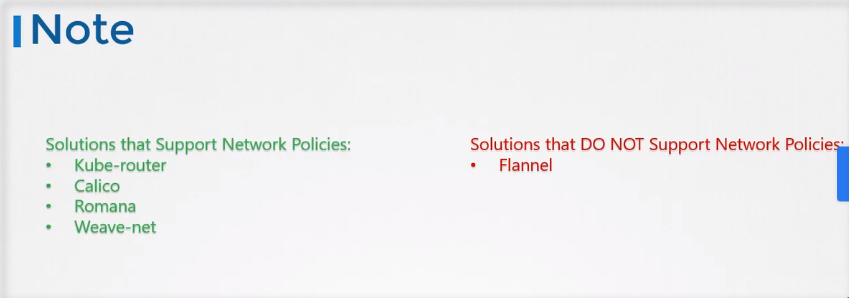 Note
Solutions that Support Network Policies:
• Kube-router
• Calico
• Romana
• Weave-net
Solutions that DO NOT Support Network Policies:
• Flannel